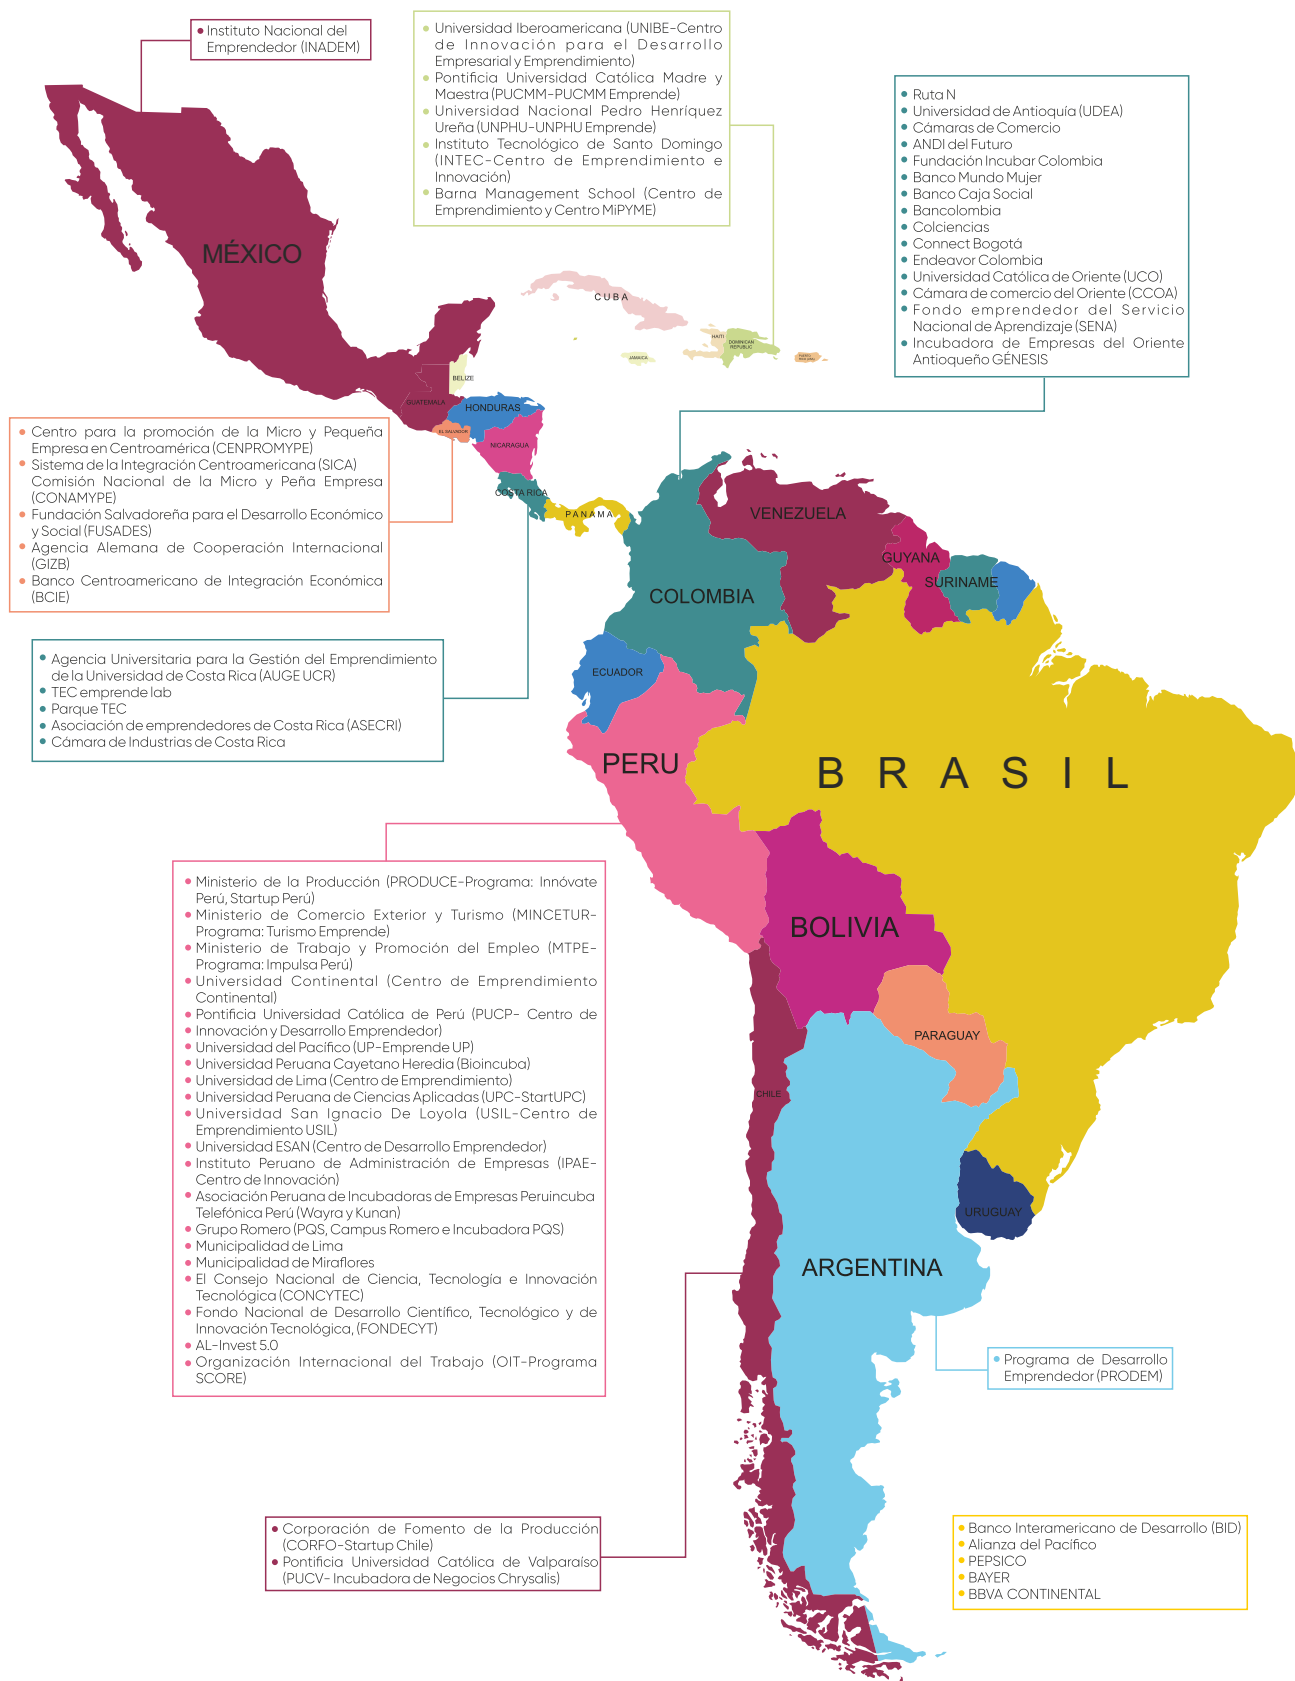 Instituto Nacional del
Emprendedor (INADEM)
Universidad Iberoamericana (UNIBE-Centro
de Innovación para el Desarrollo
Empresarial y Emprendimiento)
Pontificia Universidad Católica Madre y
Maestra (PUCMM-PUCMM Emprende)
Universidad Nacional Pedro Henríquez
Ureña (UNPHU-UNPHU Emprende)
Instituto Tecnológico de Santo Domingo
(INTEC-Centro de Emprendimiento e
Innovación)
Barna Management School (Centro de
Emprendimiento y Centro MiPYME)
Ruta N
Universidad de Antioquía (UDEA)
Cámaras de Comercio
ANDI del Futuro
Fundación Incubar Colombia
Banco Mundo Mujer
Banco Caja Social
Bancolombia
Colciencias
Connect Bogotá
Endeavor Colombia
Universidad Católica de Oriente (UCO)
Cámara de comercio del Oriente (CCOA)
Fondo emprendedor del Servicio
Nacional de Aprendizaje (SENA)
Incubadora de Empresas del Oriente
Antioqueño GÉNESIS
MÉXICO
CUBA
HAITI
DOMINICAN
REPUBLIC
JAMAICA
BELIZE
GUATEMALA
HONDURAS
EL SALVADOR
NICARAGUA
COSTA RICA
PANAMA
Centro para la promoción de la Micro y Pequeña
Empresa en Centroamérica (CENPROMYPE)
Sistema de la Integración Centroamericana (SICA)
Comisión Nacional de la Micro y Peña Empresa
(CONAMYPE)
Fundación Salvadoreña para el Desarrollo Económico
y Social (FUSADES)
Agencia Alemana de Cooperación Internacional
(GIZB)
Banco Centroamericano de Integración Económica
(BCIE)
VENEZUELA
GUYANA
SURINAME
COLOMBIA
ECUADOR
Agencia Universitaria para la Gestión del Emprendimiento
de la Universidad de Costa Rica (AUGE UCR)
TEC emprende lab
Parque TEC
Asociación de emprendedores de Costa Rica (ASECRI)
Cámara de Industrias de Costa Rica
PERU
BRASIL
BOLIVIA
PARAGUAY
CHILE
URUGUAY
ARGENTINA
Ministerio de la Producción (PRODUCE-Programa: Innóvate
Perú, Startup Perú)
Ministerio de Comercio Exterior y Turismo (MINCETUR-
Programa: Turismo Emprende)
Ministerio de Trabajo y Promoción del Empleo (MTPE-
Programa: Impulsa Perú)
Universidad Continental (Centro de Emprendimiento
Continental)
Pontificia Universidad Católica de Perú (PUCP- Centro de
Innovación y Desarrollo Emprendedor)
Universidad del Pacífico (UP-Emprende UP)
Universidad Peruana Cayetano Heredia (Bioincuba)
Universidad de Lima (Centro de Emprendimiento)
Universidad Peruana de Ciencias Aplicadas (UPC-StartUPC)
Universidad San Ignacio De Loyola (USIL-Centro de
Emprendimiento USIL)
Universidad ESAN (Centro de Desarrollo Emprendedor)
Instituto Peruano de Administración de Empresas (IPAE-
Centro de Innovación)
Asociación Peruana de Incubadoras de Empresas Peruincuba
Telefónica Perú (Wayra y Kunan)
Grupo Romero (PQS, Campus Romero e Incubadora PQS)
Municipalidad de Lima
Municipalidad de Miraflores
El Consejo Nacional de Ciencia, Tecnología e Innovación
Tecnológica (CONCYTEC)
Fondo Nacional de Desarrollo Científico, Tecnológico y de
Innovación Tecnológica, (FONDECYT)
AL-Invest 5.0
Organización Internacional del Trabajo (OIT-Programa
SCORE)
Programa de Desarrollo
Emprendedor (PRODEM)
Corporación de Fomento de la Producción
(CORFO-Startup Chile)
Pontificia Universidad Católica de Valparaíso
(PUCV- Incubadora de Negocios Chrysalis)
Banco Interamericano de Desarrollo (BID)
Alianza del Pacífico
PEPSICO
BAYER
BBVA CONTINENTAL